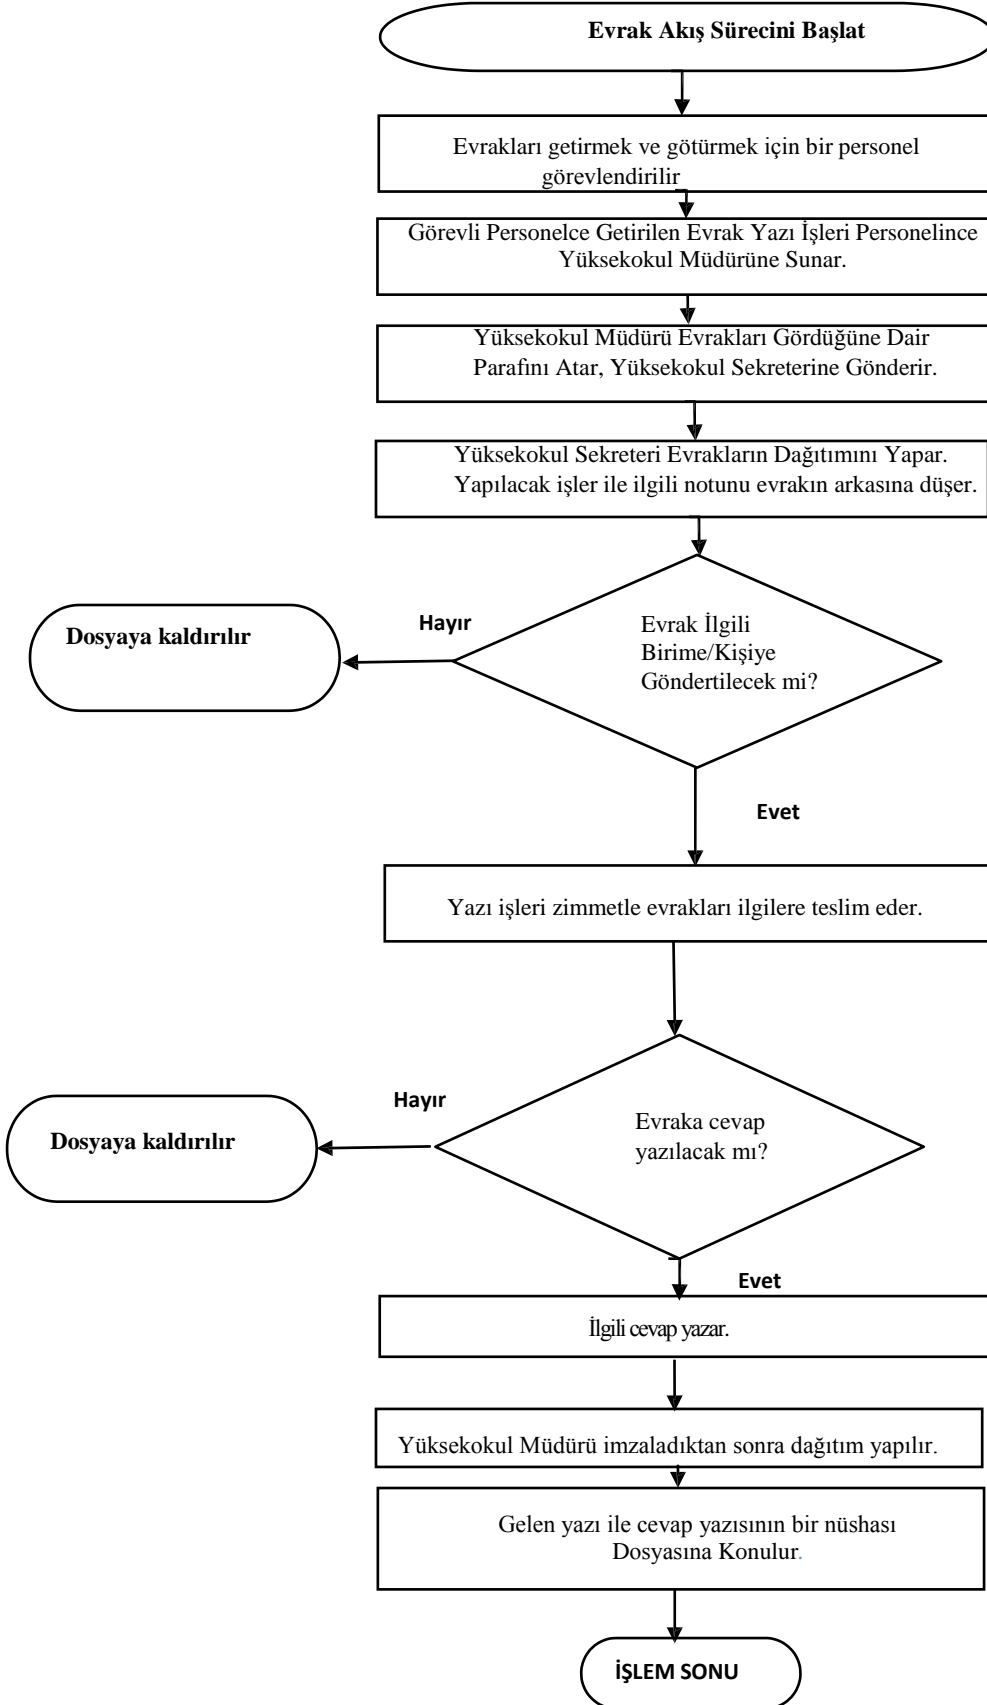 Evrak Akış Sürecini Başlat
Evrakları getirmek ve götürmek için bir personel
görevlendirilir
Görevli Personelce Getirilen Evrak Yazı İşleri Personelince
Yüksekokul Müdürüne Sunar.
Yüksekokul Müdürü Evrakları Gördüğüne Dair
Parafını Atar, Yüksekokul Sekreterine Gönderir.
Yüksekokul Sekreteri Evrakların Dağıtımını Yapar.
Yapılacak işler ile ilgili notunu evrakın arkasına düşer.
Hayır
Dosyaya kaldırılır
Evrak İlgili
Birime/Kişiye
Göndertilecek mi?
Evet
Yazı işleri zimmetle evrakları ilgilere teslim eder.
Hayır
Dosyaya kaldırılır
Evraka cevap
yazılacak mı?
Evet
İlgili cevap yazar.
Yüksekokul Müdürü imzaladıktan sonra dağıtım yapılır.
Gelen yazı ile cevap yazısının bir nüshası
Dosyasına Konulur.
İŞLEM SONU